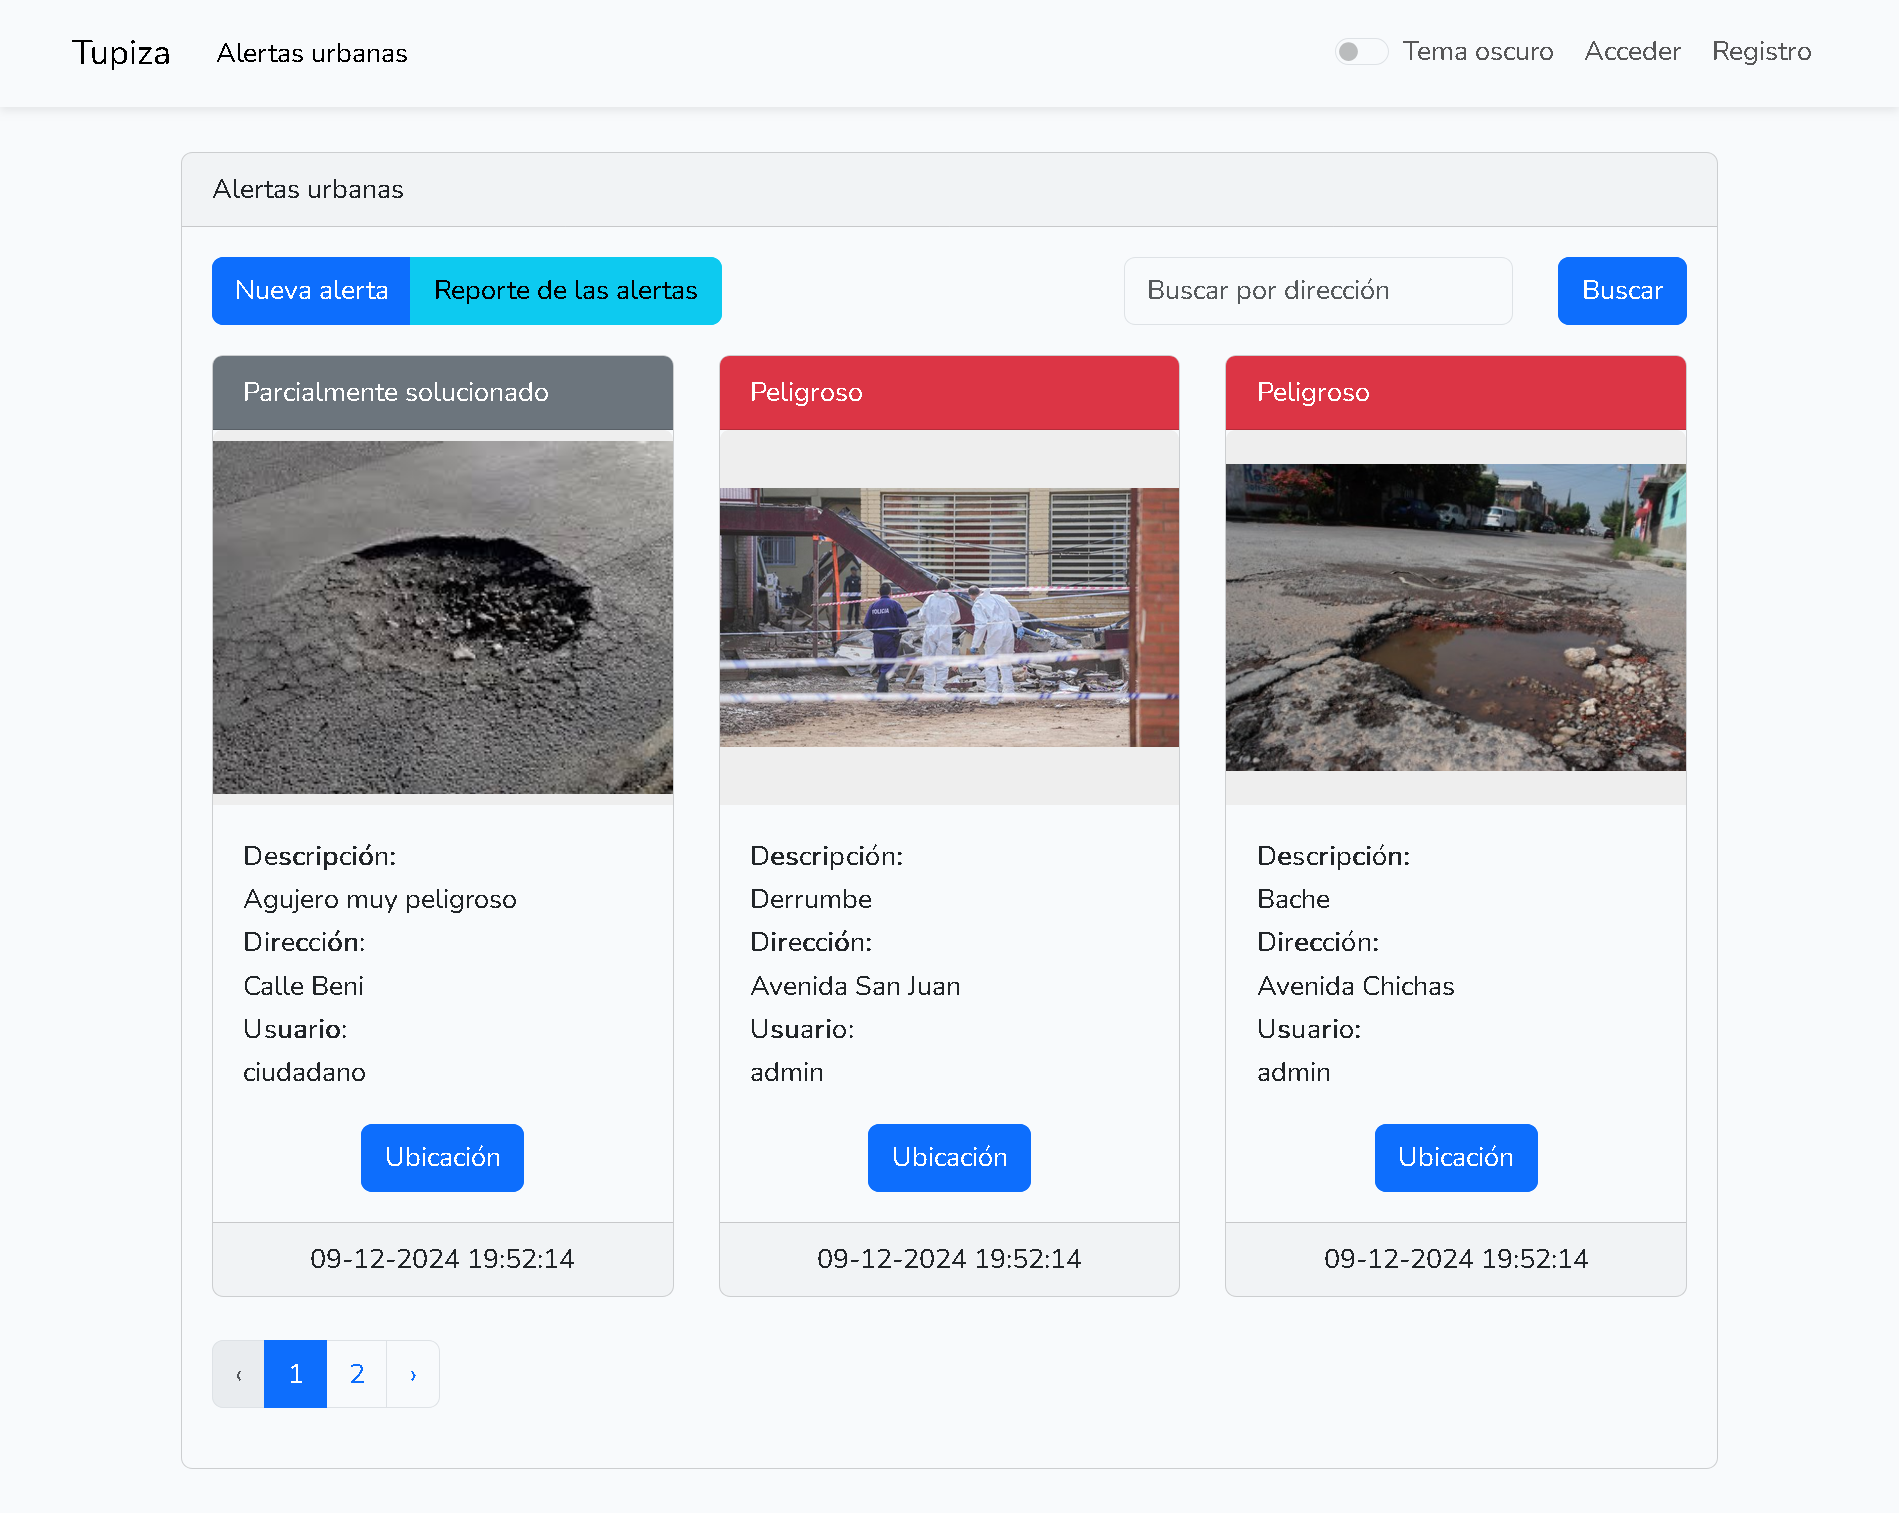 Tupiza Alertas urbanas Tema oscuro Acceder Registro
Alertas urbanas
Nueva alerta Reporte de las alertas Buscar por dirección Buscar
Parcialmente solucionado
Descripción:
Agujero muy peligroso
Dirección:
Calle Beni
Usuario:
ciudadano
Ubicación
09-12-2024 19:52:14
Peligroso
POLICIA
Descripción:
Derrumbe
Dirección:
Avenida San Juan
Usuario:
admin
Ubicación
09-12-2024 19:52:14
Peligroso
Descripción:
Bache
Dirección:
Avenida Chichas
Usuario:
admin
Ubicación
09-12-2024 19:52:14
‹ 1 2 ›